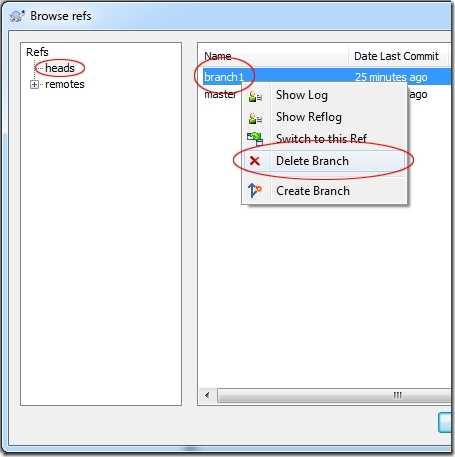 Browse refs
Refs
heads
remotes
Name Date Last Commit
branch1 25 minutes ago
master ago
Show Log
Show Reflog
Switch to this Ref
Delete Branch
Create Branch